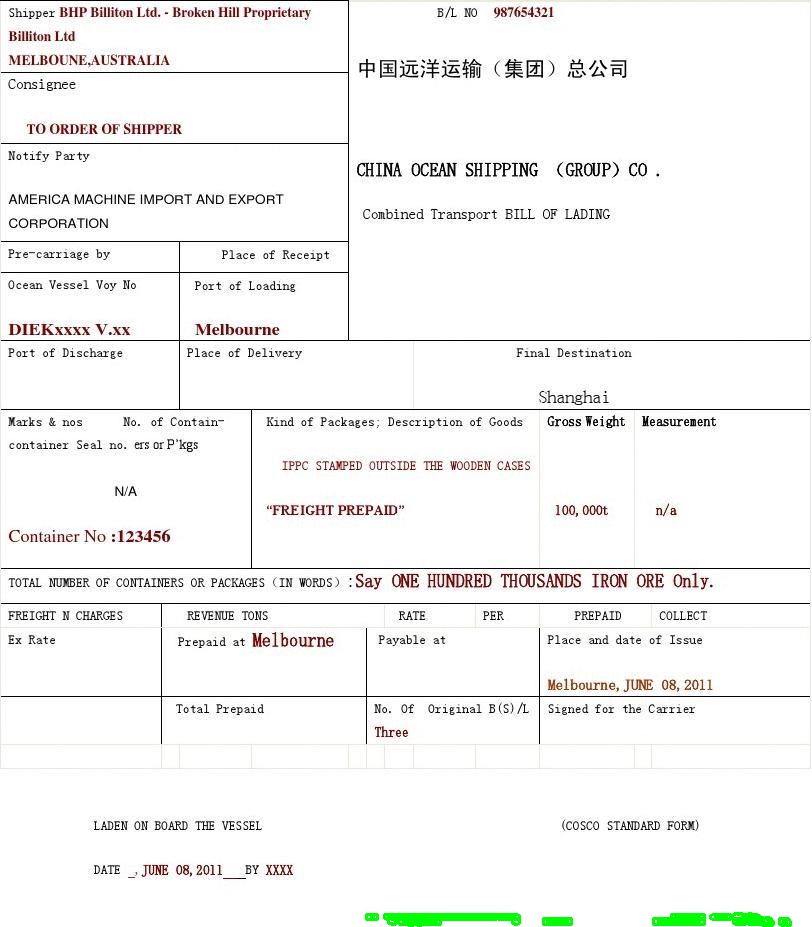 Shipper BHP Billiton Ltd. - Broken Hill Proprietary
Billiton Ltd
MELBOUNE,AUSTRALIA
B/L NO 987654321
中国远洋运输（集团）总公司
Consignee
TO ORDER OF SHIPPER
Notify Party
AMERICA MACHINE IMPORT AND EXPORT
CORPORATION
CHINA OCEAN SHIPPING （GROUP）CO .
Combined Transport BILL OF LADING
Pre-carriage by Place of Receipt
Ocean Vessel Voy No Port of Loading
DIEKxxxx V.xx Melbourne
Port of Discharge Place of Delivery Final Destination
Shanghai
Marks & nos No. of Contain- Kind of Packages; Description of Goods Gross Weight Measurement
container Seal no. ers or P'kgs
IPPC STAMPED OUTSIDE THE WOODEN CASES
N/A
“FREIGHT PREPAID” 100,000t n/a
Container No :123456
TOTAL NUMBER OF CONTAINERS OR PACKAGES（IN WORDS）:Say ONE HUNDRED THOUSANDS IRON ORE Only.
FREIGHT N CHARGES REVENUE TONS RATE PER PREPAID COLLECT
Ex Rate Prepaid at Melbourne Payable at Place and date of Issue
Melbourne,JUNE 08,2011
Total Prepaid No. Of Original B(S)/L Signed for the Carrier
Three
LADEN ON BOARD THE VESSEL (COSCO STANDARD FORM)
DATE _,JUNE 08,2011___BY XXXX